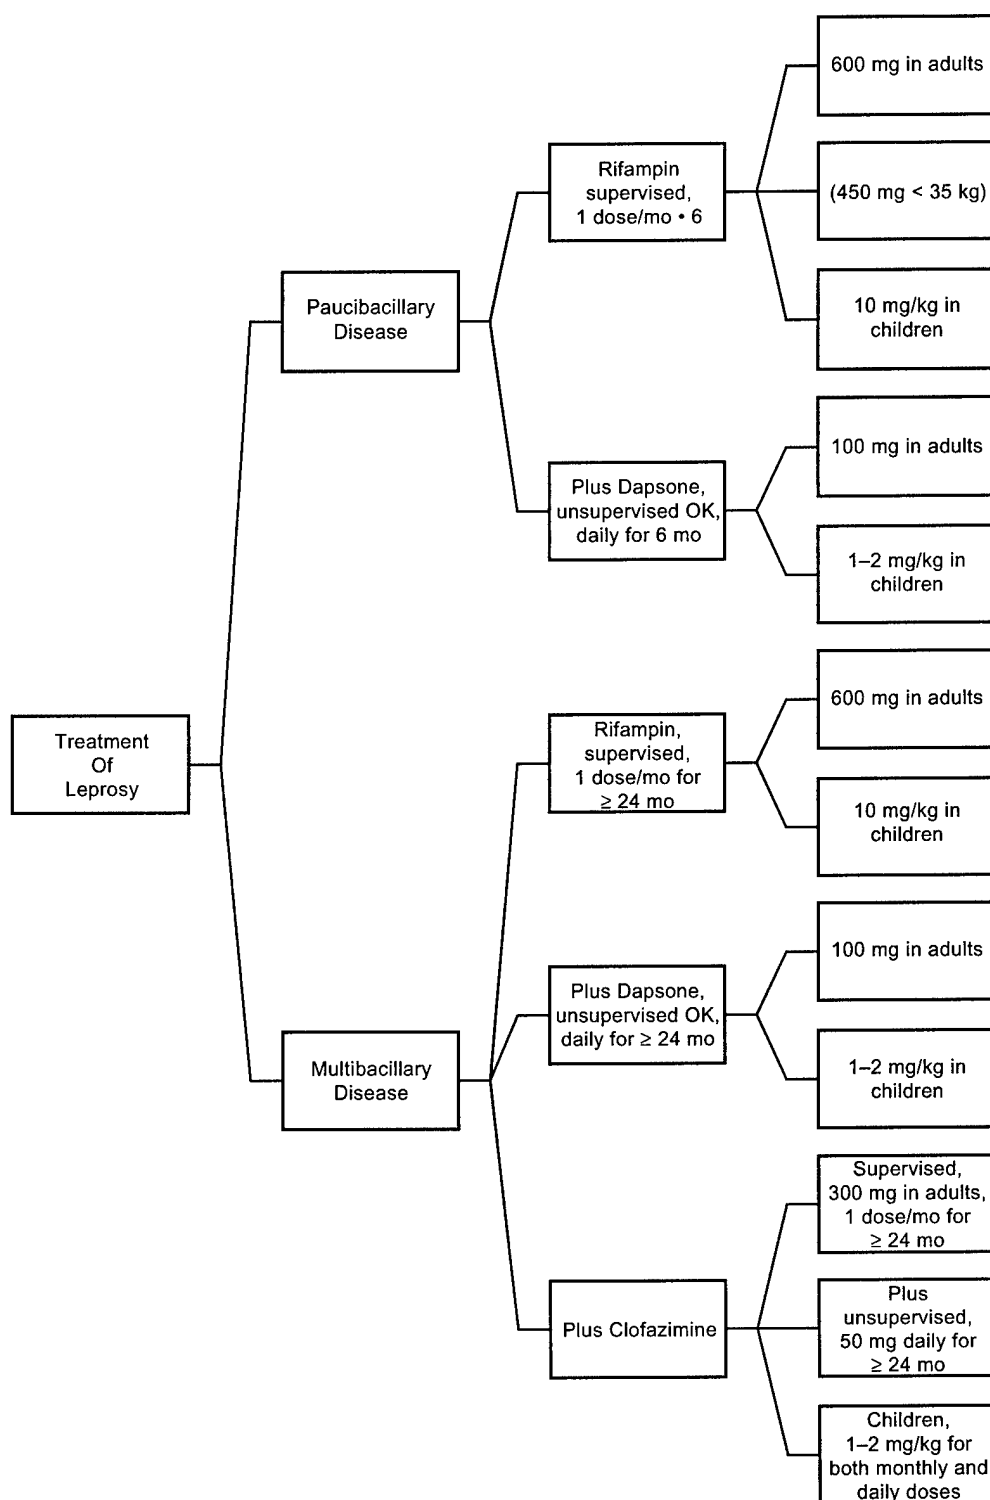 Treatment
Of
Leprosy
Paucibacillary
Disease
Rifampin
supervised,
1 dose/mo • 6
600 mg in adults
(450 mg < 35 kg)
10 mg/kg in
children
Plus Dapsone,
unsupervised OK,
daily for 6 mo
100 mg in adults
1–2 mg/kg in
children
Multibacillary
Disease
Rifampin,
supervised,
1 dose/mo for
≥ 24 mo
600 mg in adults
10 mg/kg in
children
Plus Dapsone,
unsupervised OK,
daily for ≥ 24 mo
100 mg in adults
1–2 mg/kg in
children
Plus Clofazimine
Supervised,
300 mg in adults,
1 dose/mo for
≥ 24 mo
Plus
unsupervised,
50 mg daily for
≥ 24 mo
Children,
1–2 mg/kg for
both monthly and
daily doses